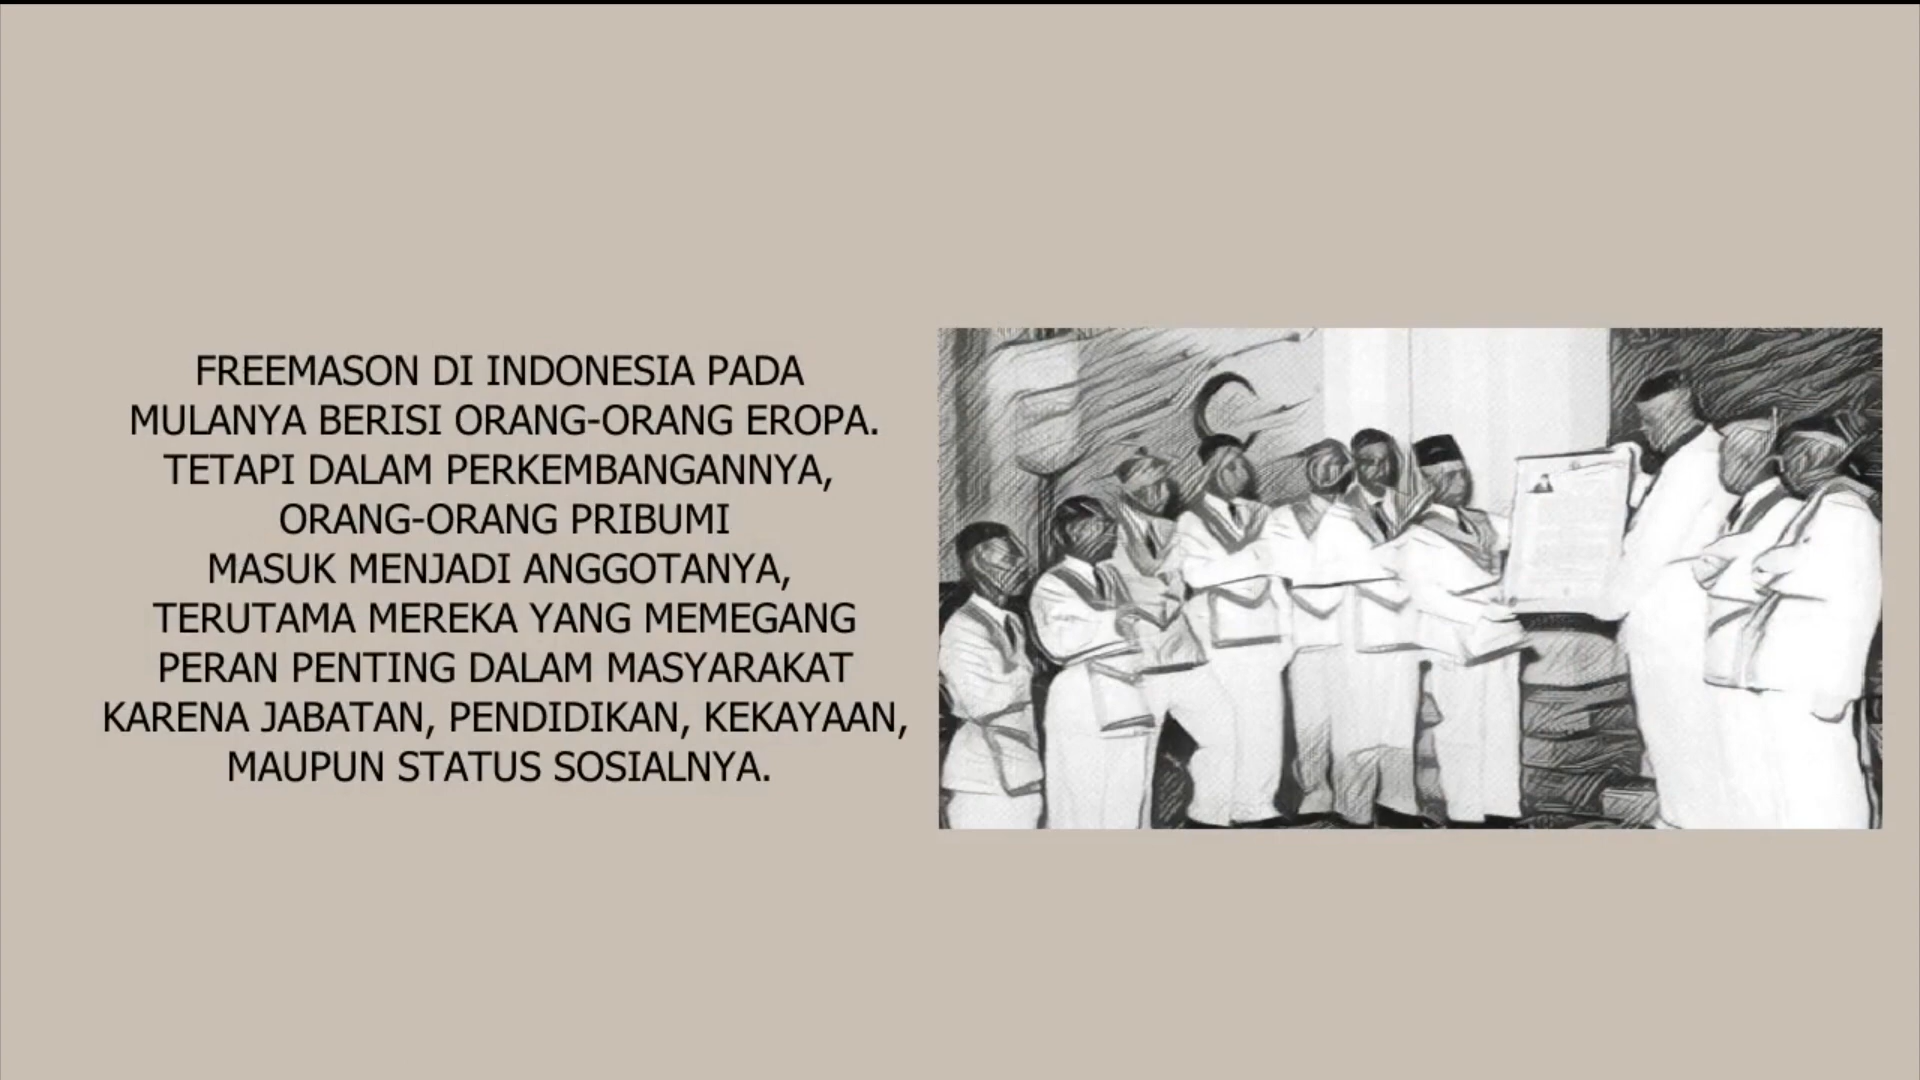 FREEMASON DI INDONESIA PADA
MULANYA BERISI ORANG-ORANG EROPA.
TETAPI DALAM PERKEMBANGANNYA,
ORANG-ORANG PRIBUMI
MASUK MENJADI ANGGOTANYA,
TERUTAMA MEREKA YANG MEMEGANG
PERAN PENTING DALAM MASYARAKAT
KARENA JABATAN, PENDIDIKAN, KEKAYAAN,
MAUPUN STATUS SOSIALNYA.